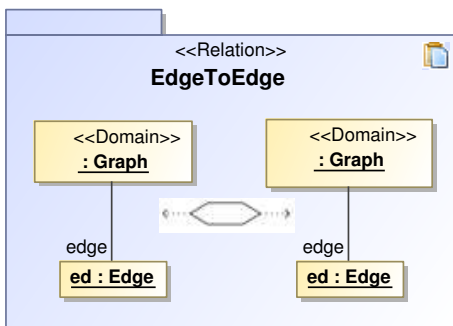 <<Relation>>
EdgeToEdge
<<Domain>>
: Graph
<<Domain>>
: Graph
edge
edge
ed : Edge
ed : Edge